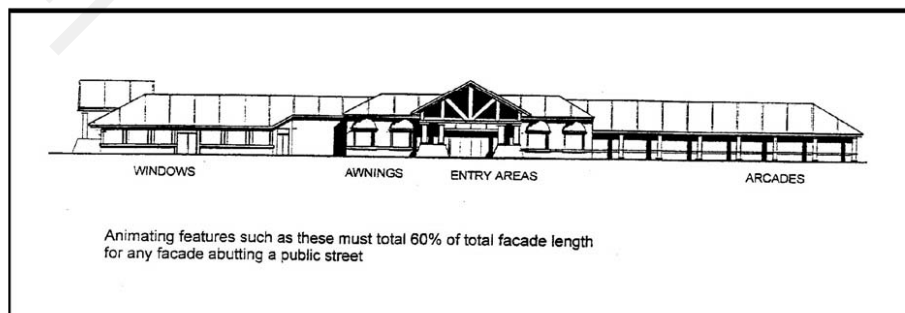 WINDOWS AWNINGS ENTRY AREAS ARCADES
Animating features such as these must total 60% of total facade length
for any facade abutting a public street